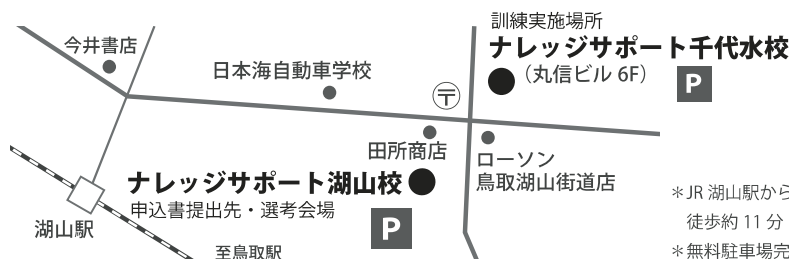 訓練実施場所
ナレッジサポート千代水校
（丸信ビル 6F）
P
今井書店
日本海自動車学校
〒
田所商店
ローソン
鳥取湖山街道店
ナレッジサポート湖山校
申込書提出先・選考会場
P
湖山駅
至鳥取駅
＊JR 湖山駅から
徒歩約 11 分
＊無料駐車場完